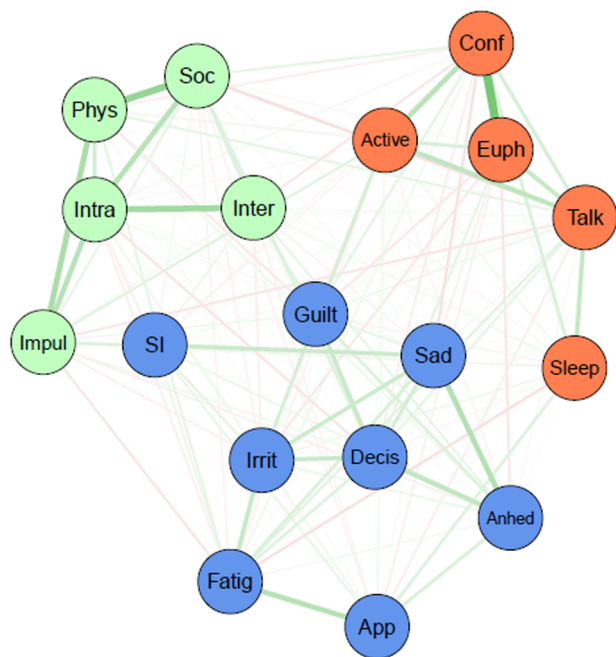 Conf
Soc
Phys
Active
Euph
Intra
Inter
Talk
Guilt
Impul
SI
Sad
Sleep
Irrit
Decis
Anhed
Fatig
App